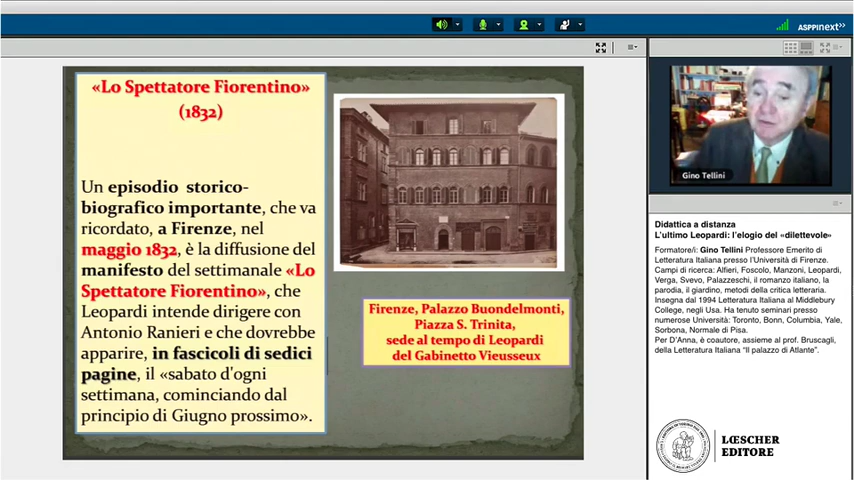 ASPPInext»
«Lo Spettatore Fiorentino»
(1832)
Un episodio storico-
biografico importante, che va
ricordato, a Firenze, nel
maggio 1832, è la diffusione del
manifesto del settimanale «Lo
Spettatore Fiorentino», che
Leopardi intende dirigere con
Antonio Ranieri e che dovrebbe
apparire, in fascicoli di sedici
pagine, il «sabato d'ogni
settimana, cominciando dal
principio di Giugno prossimo».
Firenze, Palazzo Buondelmonti,
Piazza S. Trinita,
sede al tempo di Leopardi
del Gabinetto Vieusseux
Gino Tellini
Didattica a distanza
L'ultimo Leopardi: l'elogio del «dilettevole»
Formatore/i: Gino Tellini Professore Emerito di
Letteratura Italiana presso l'Università di Firenze.
Campi di ricerca: Alfieri, Foscolo, Manzoni, Leopardi,
Verga, Svevo, Palazzeschi, il romanzo italiano, la
parodia, il giardino, metodi della critica letteraria.
Insegna dal 1994 Letteratura Italiana al Middlebury
College, negli Usa. Ha tenuto seminari presso
numerose Università: Toronto, Bonn, Columbia, Yale,
Sorbona, Normale di Pisa.
Per D'Anna, è coautore, assieme al prof. Bruscagli,
della Letteratura Italiana "Il palazzo di Atlante".
LŒSCHER
EDITORE